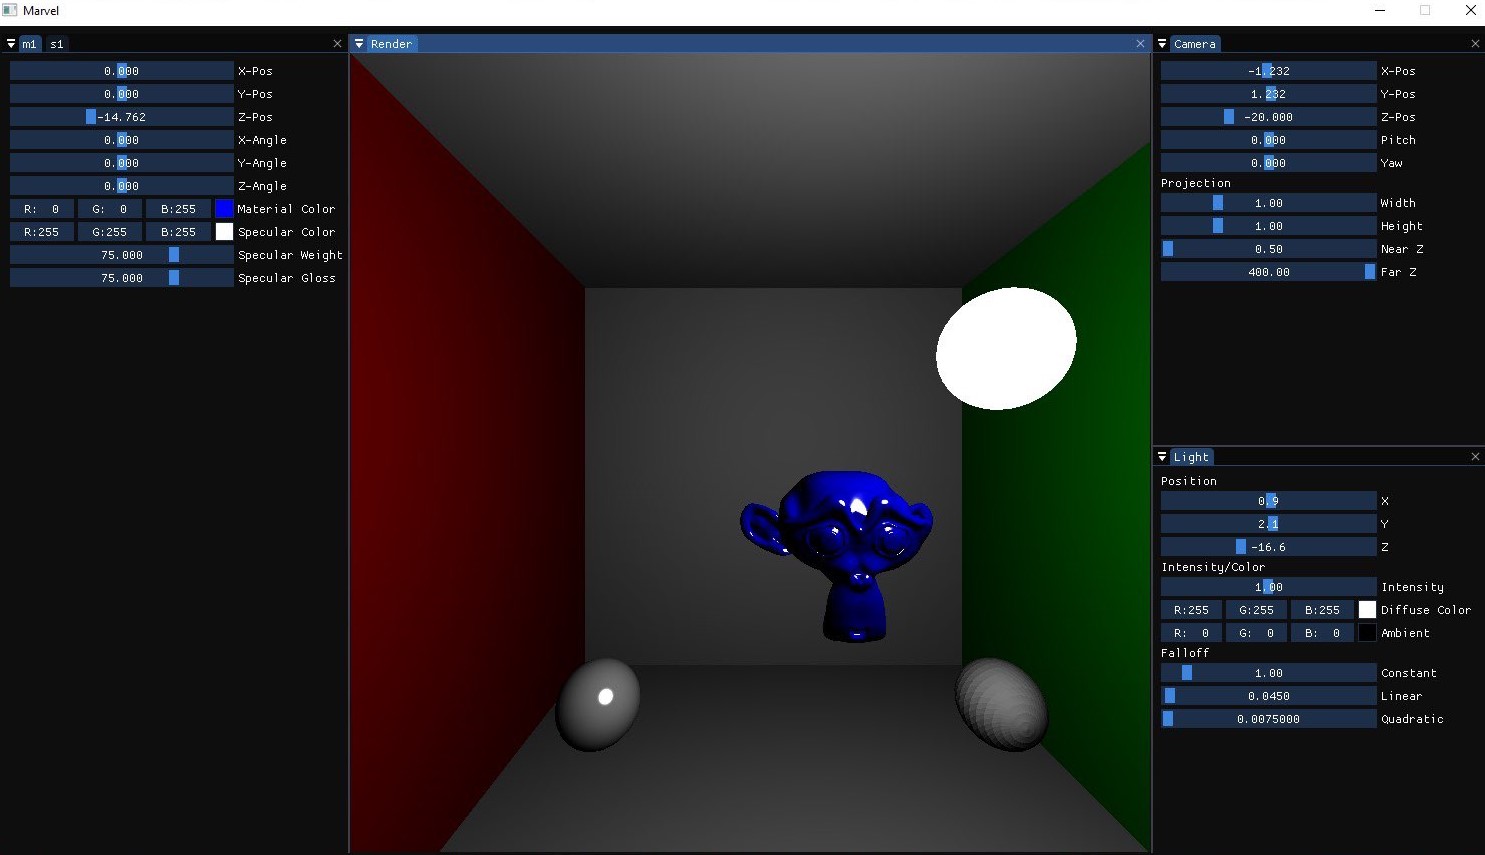 Marvel
m1 s1
0.000 X-Pos
0.000 Y-Pos
-14.762 Z-Pos
0.000 X-Angle
0.000 Y-Angle
0.000 Z-Angle
R: 0 G: 0 B:255 Material Color
R:255 G:255 B:255 Specular Color
75.000 Specular Weight
75.000 Specular Gloss
Render
Camera
-1.232 X-Pos
1.232 Y-Pos
-20.000 Z-Pos
0.000 Pitch
0.000 Yaw
Projection
1.00 Width
1.00 Height
0.50 Near Z
400.00 Far Z
Light
Position
0.9 X
2.1 Y
-16.6 Z
Intensity/Color
1.00 Intensity
R:255 G:255 B:255 Diffuse Color
R: 0 G: 0 B: 0 Ambient
Falloff
1.00 Constant
0.0450 Linear
0.0075000 Quadratic